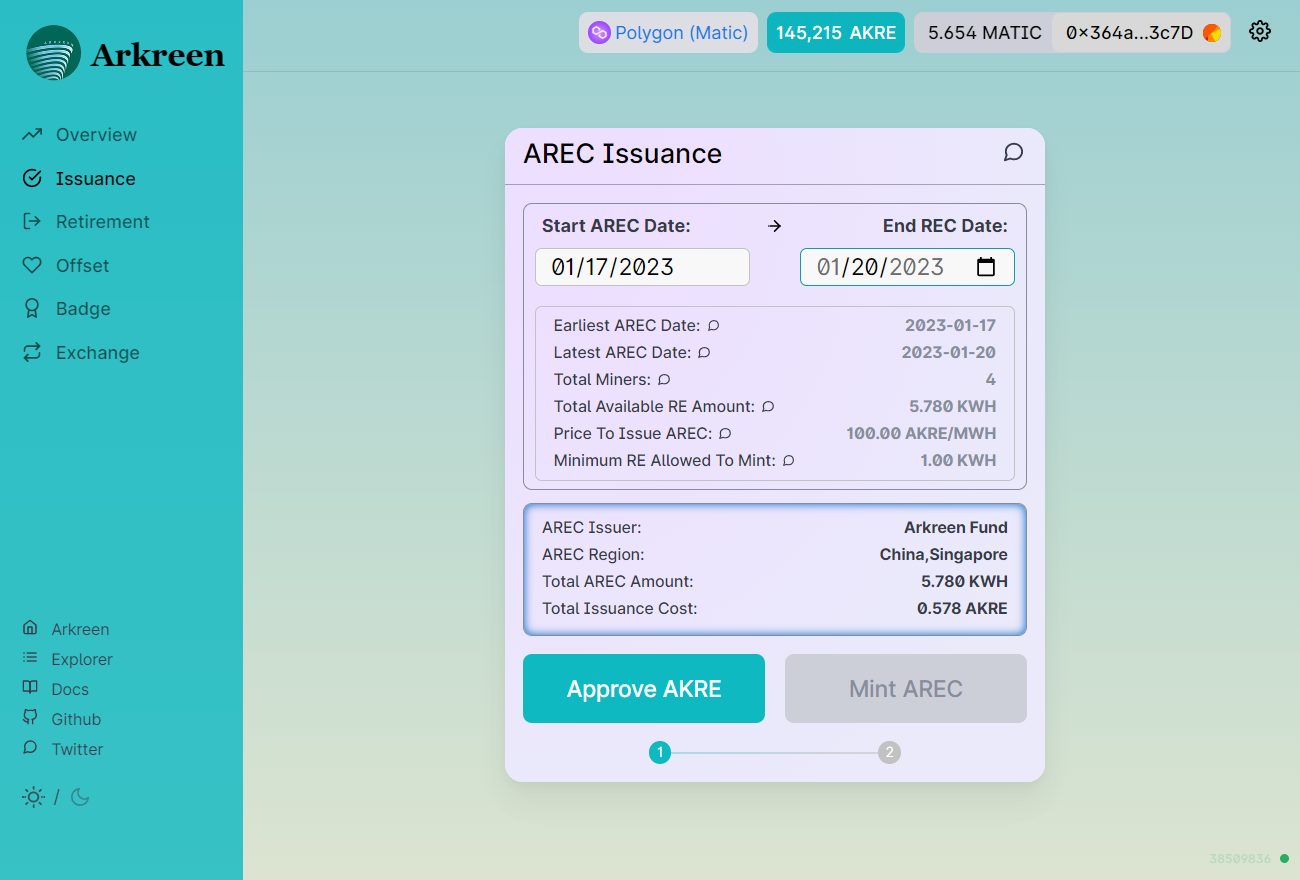 Arkreen
Polygon (Matic)
145,215 AKRE
5.654 MATIC
0x364a...3c7D
Overview
Issuance
Retirement
Offset
Badge
Exchange
AREC Issuance
Start AREC Date:
End REC Date:
01/17/2023
01/20/2023
Earliest AREC Date: 2023-01-17
Latest AREC Date: 2023-01-20
Total Miners: 4
Total Available RE Amount: 5.780 KWH
Price To Issue AREC: 100.00 AKRE/MWH
Minimum RE Allowed To Mint: 1.00 KWH
AREC Issuer: Arkreen Fund
AREC Region: China,Singapore
Total AREC Amount: 5.780 KWH
Total Issuance Cost: 0.578 AKRE
Approve AKRE
Mint AREC
1
2
Arkreen
Explorer
Docs
Github
Twitter
/
38509836